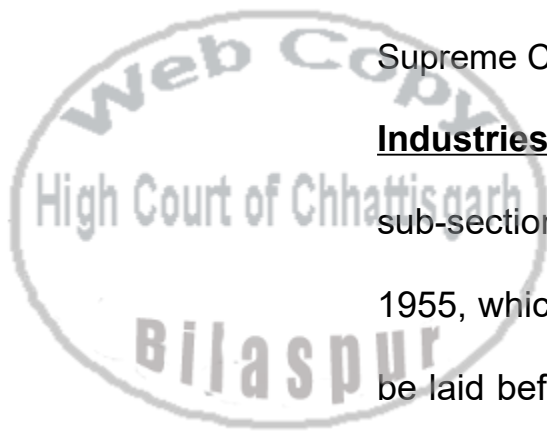 Web Copy
Supreme C
Industries
High Court of Chhattisgarh
sub-section
1955, whic
Bilaspur
be laid bef